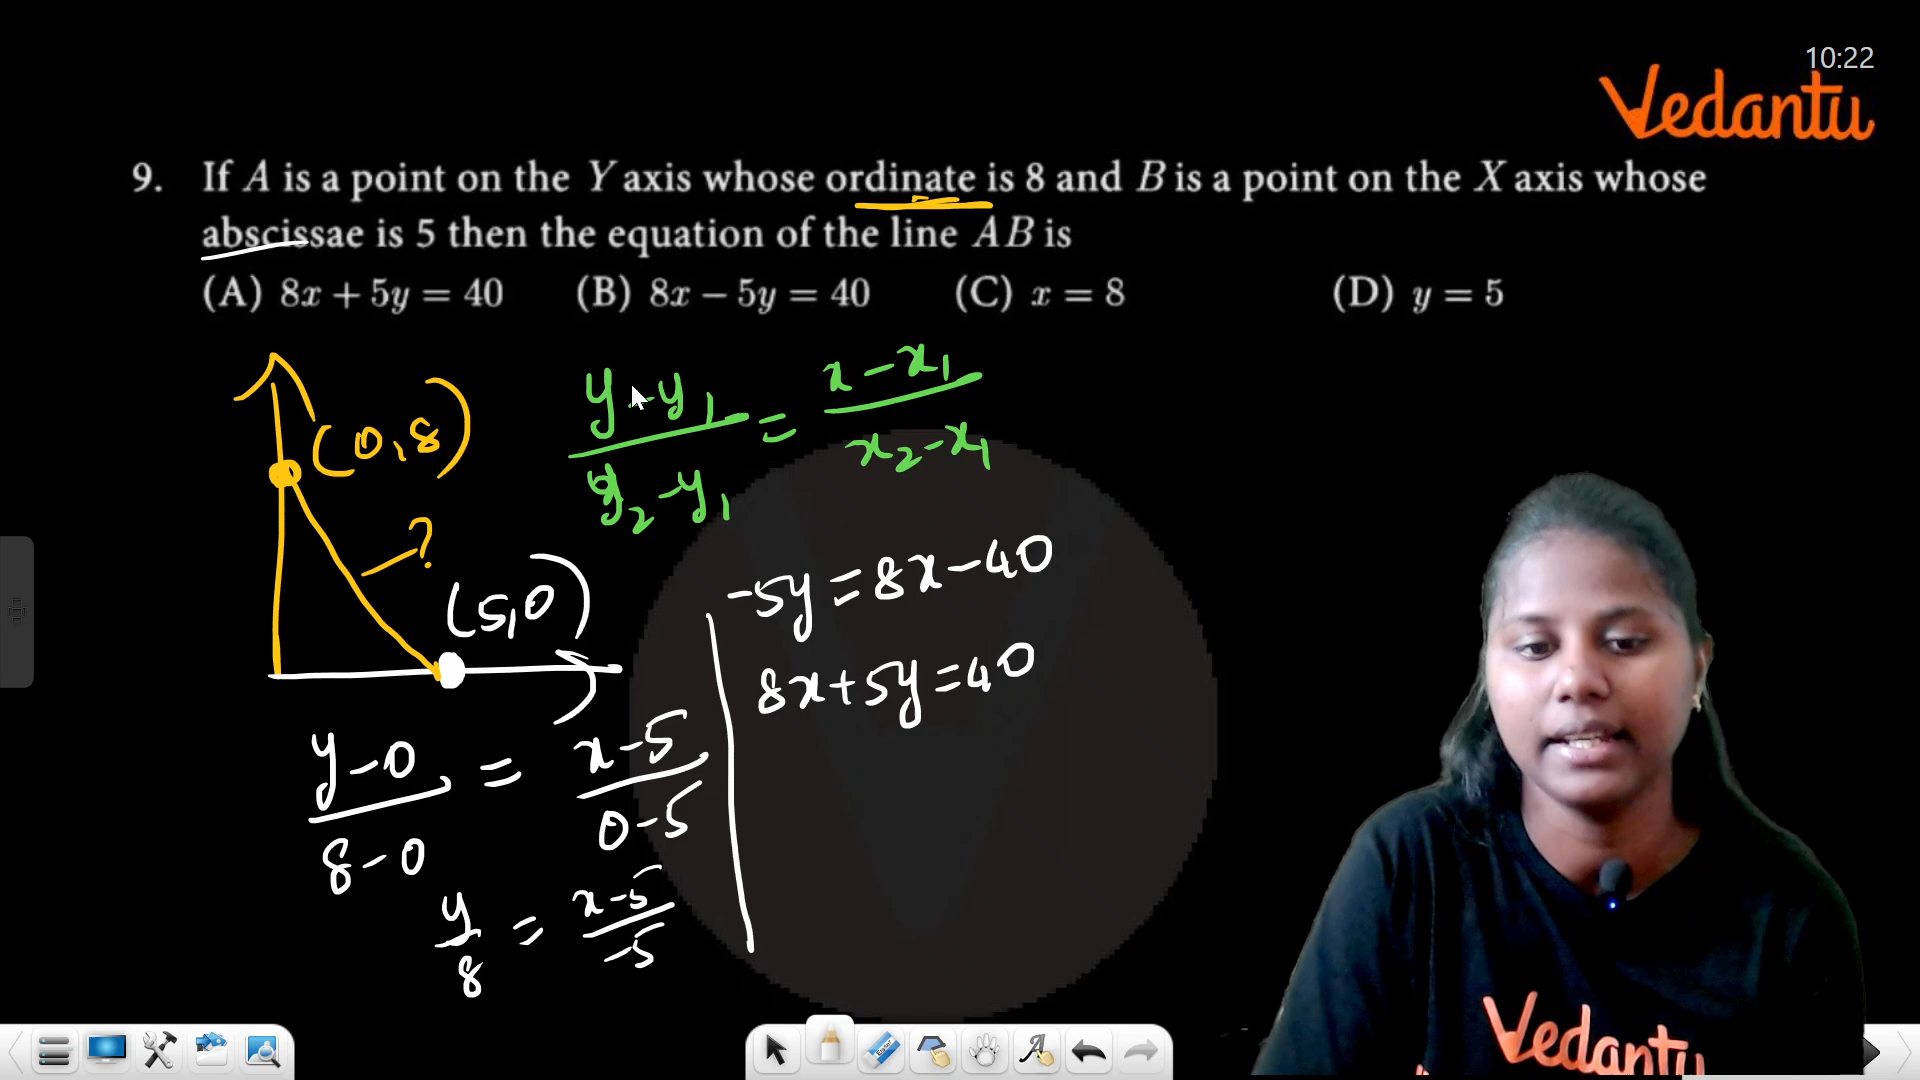 10:22
Vedantu
9. If A is a point on the Y axis whose ordinate is 8 and B is a point on the X axis whose
abscissae is 5 then the equation of the line AB is
(A) 8x + 5y = 40 (B) 8x − 5y = 40 (C) x = 8 (D) y = 5
(0,8)
?
(5,0)
y-y1/y2-y1 = x-x1/x2-x1
y-0/8-0 = x-5/0-5
y/8 = x-5/-5
-5y=8x-40
8x+5y=40
Vedantu